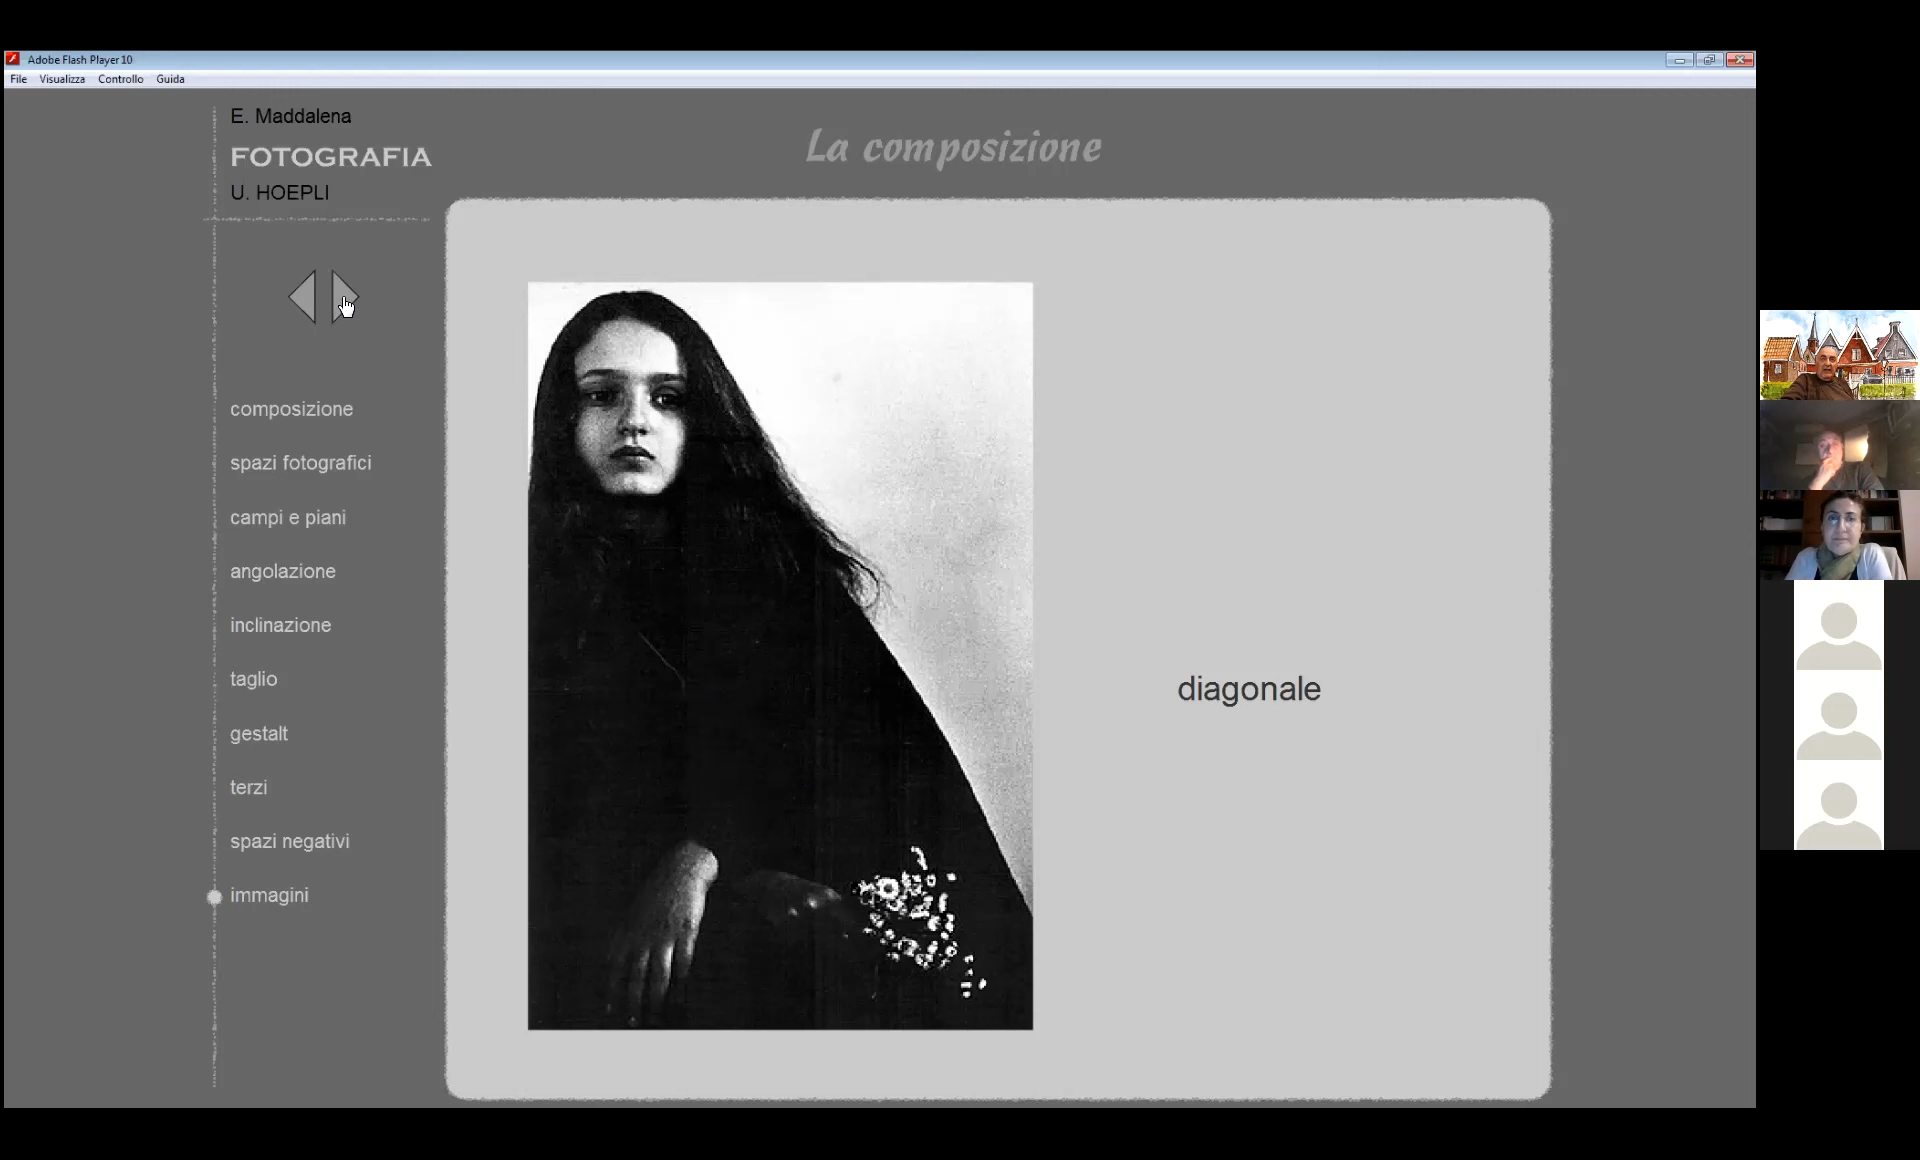 Adobe Flash Player 10
File Visualizza Controllo Guida
E. Maddalena
FOTOGRAFIA
U. HOEPLI
La composizione
composizione
spazi fotografici
campi e piani
angolazione
inclinazione
taglio
gestalt
terzi
spazi negativi
immagini
diagonale